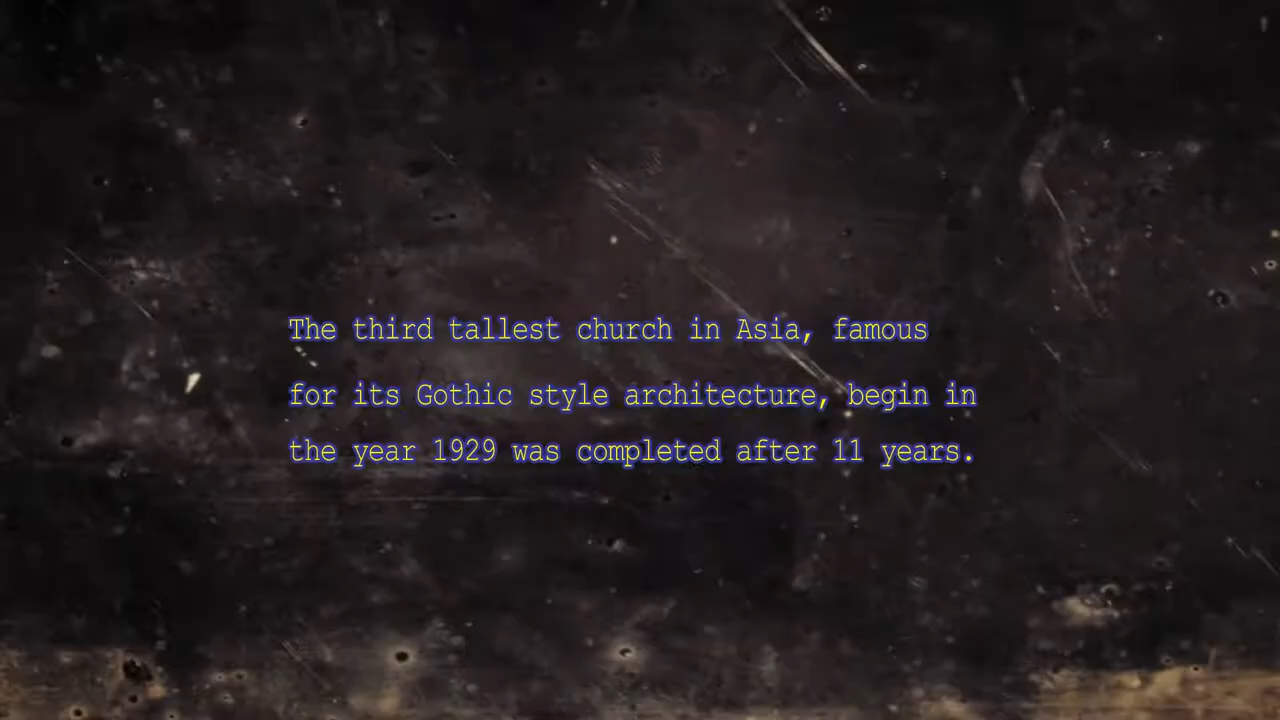 The third tallest church in Asia, famous
for its Gothic style architecture, begin in
the year 1929 was completed after 11 years.